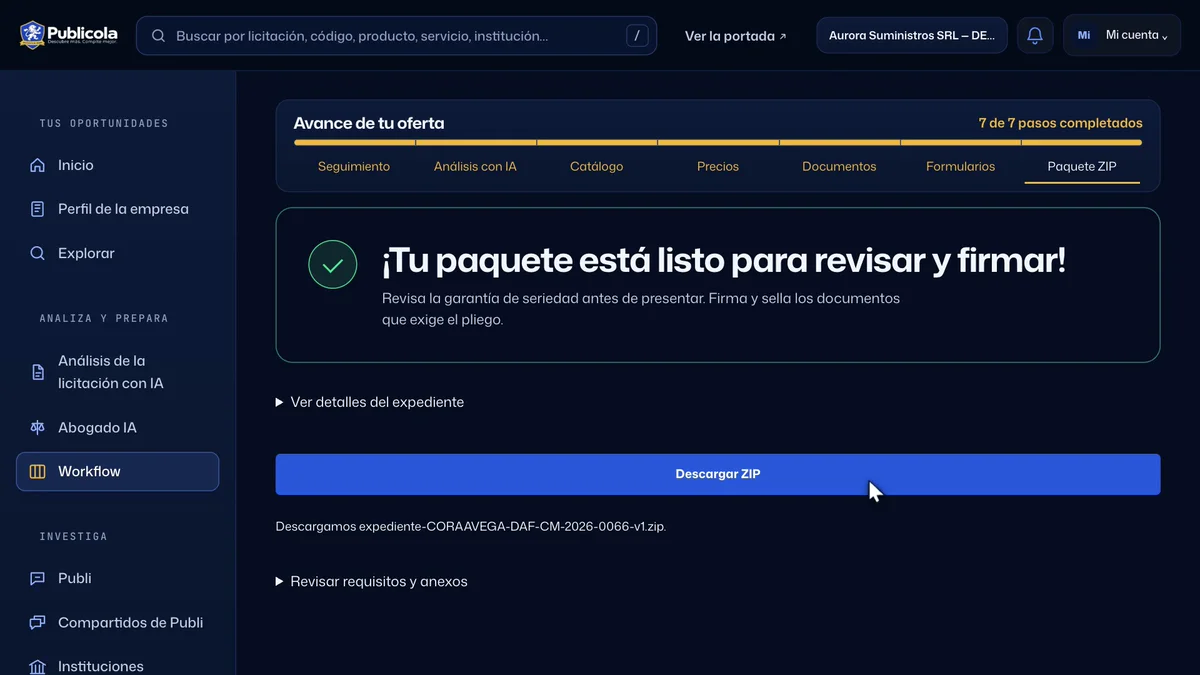 Publicola
Descubre más. Compite mejor.
Buscar por licitación, código, producto, servicio, institución...
/
Ver la portada ↗
Aurora Suministros SRL – DE...
Mi
Mi cuenta
TUS OPORTUNIDADES
Inicio
Perfil de la empresa
Explorar
ANALIZA Y PREPARA
Análisis de la
licitación con IA
Abogado IA
Workflow
INVESTIGA
Publi
Compartidos de Publi
Instituciones
Avance de tu oferta
7 de 7 pasos completados
Seguimiento
Análisis con IA
Catálogo
Precios
Documentos
Formularios
Paquete ZIP
¡Tu paquete está listo para revisar y firmar!
Revisa la garantía de seriedad antes de presentar. Firma y sella los documentos
que exige el pliego.
Ver detalles del expediente
Descargar ZIP
Descargamos expediente-CORAAVEGA-DAF-CM-2026-0066-v1.zip.
Revisar requisitos y anexos